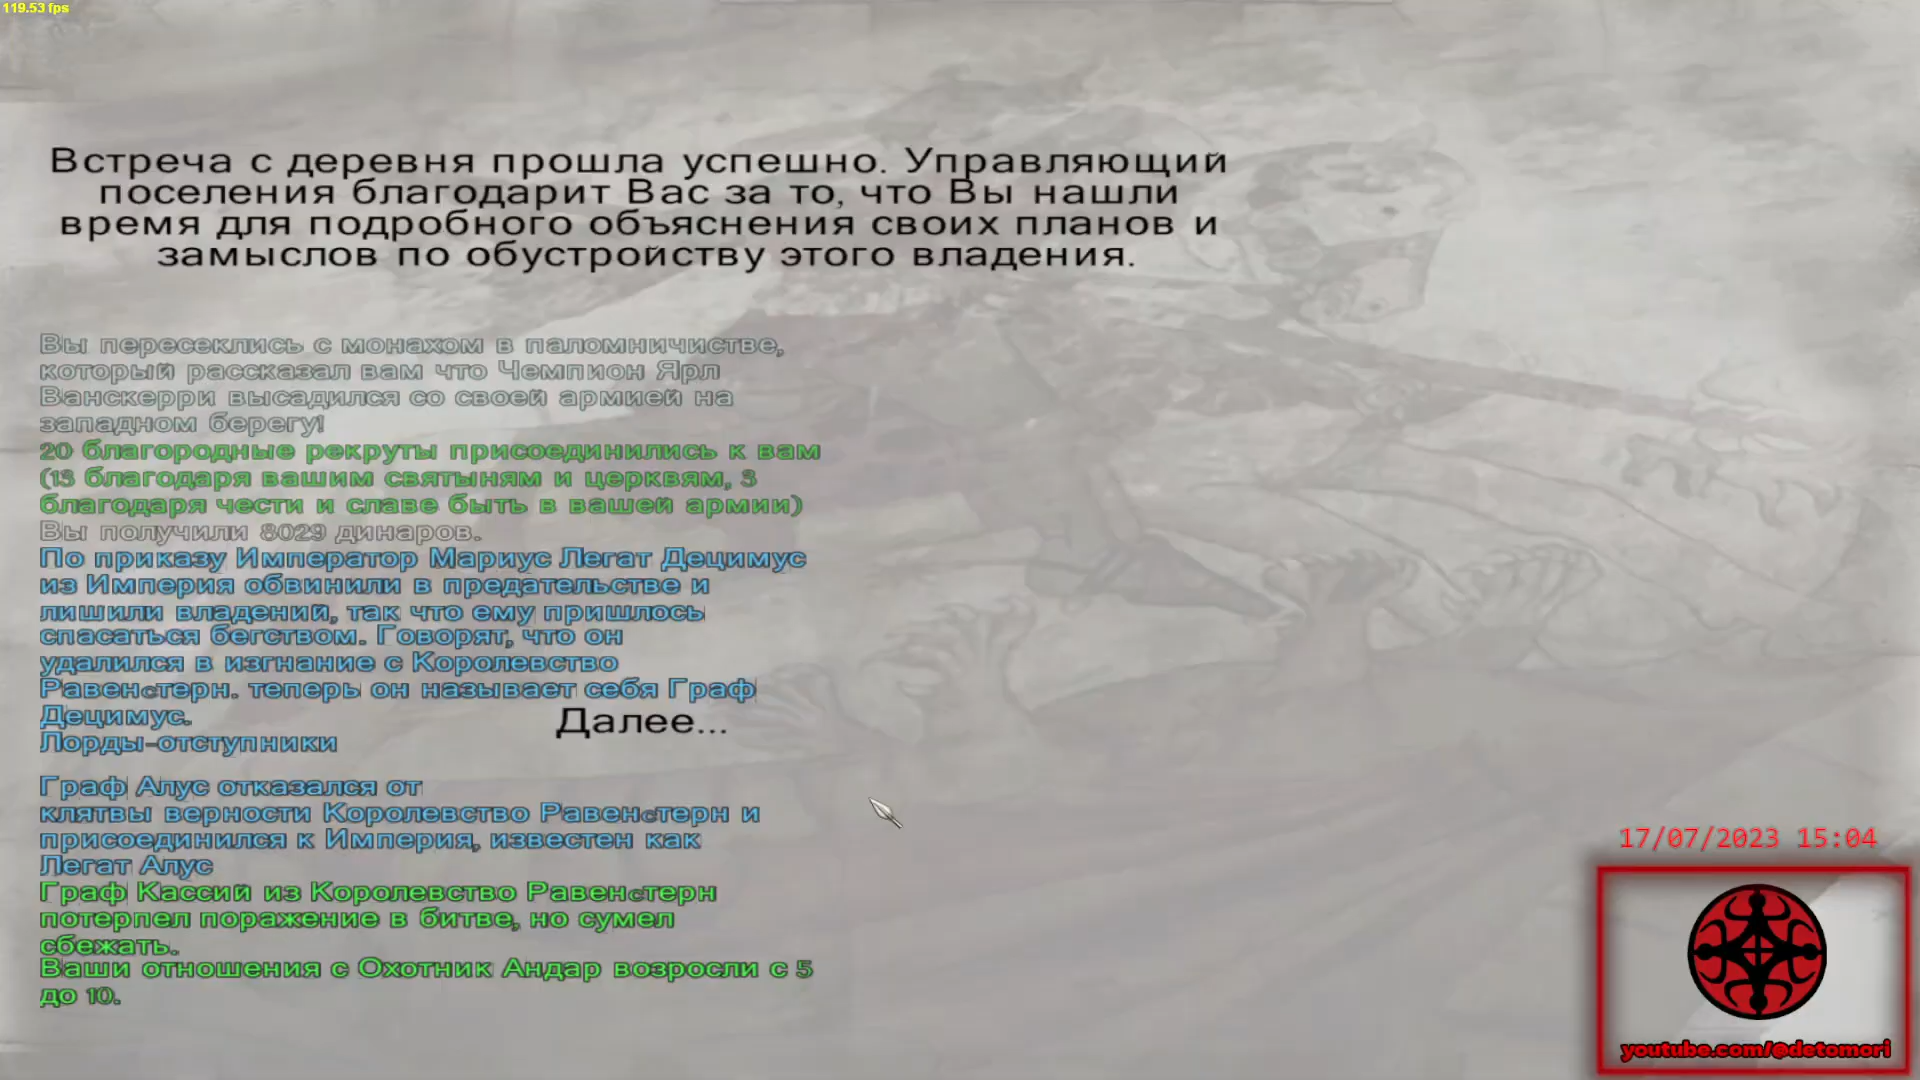 119.53 fps
Встреча с деревня прошла успешно. Управляющий
поселения благодарит Вас за то, что Вы нашли
время для подробного объяснения своих планов и
замыслов по обустройству этого владения.
Вы пересеклись с монахом в паломничистве,
который рассказал вам что Чемпион Ярл
Ванскерри высадился со своей армией на
западном берегу!
20 благородные рекруты присоединились к вам
(13 благодаря вашим святыням и церквям, 3
благодаря чести и славе быть в вашей армии)
Вы получили 8029 динаров.
По приказу Император Мариус Легат Децимус
из Империя обвинили в предательстве и
лишили владений, так что ему пришлось
спасаться бегством. Говорят, что он
удалился в изгнание с Королевство
Равенстерн. теперь он называет себя Граф
Децимус.
Далее...
Лорды-отступники
Граф Алус отказался от
клятвы верности Королевство Равенстерн и
присоединился к Империя, известен как
Легат Алус
Граф Кассий из Королевство Равенстерн
потерпел поражение в битве, но сумел
сбежать.
Ваши отношения с Охотник Андар возросли с 5
до 10.
17/07/2023 15:04
youtube.com/@detomori